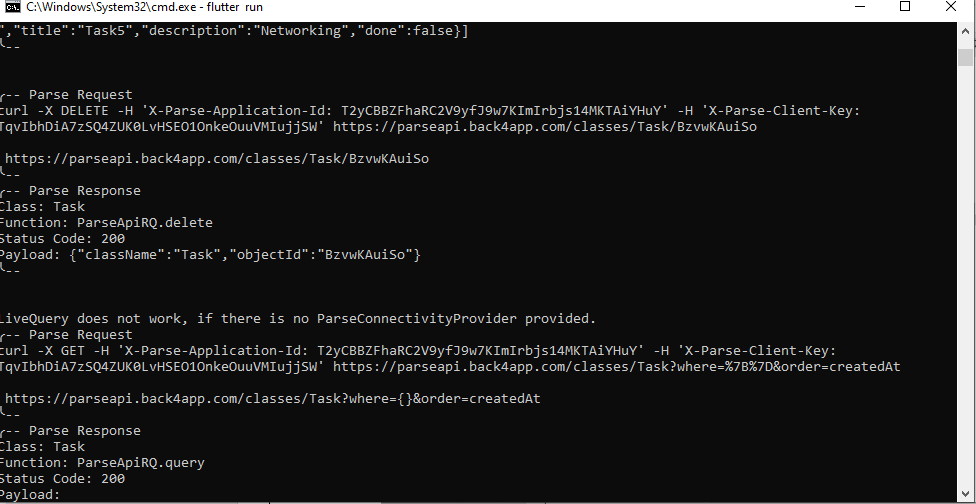 C:\Windows\System32\cmd.exe - flutter run
","title":"Task5","description":"Networking","done":false}]
╰--
╭-- Parse Request
curl -X DELETE -H 'X-Parse-Application-Id: T2yCBBZFhaRC2V9yfJ9w7KImIrbjs14MKTAiYHuY' -H 'X-Parse-Client-Key:
TqvIbhDiA7zSQ4ZUK0LvHSEO1OnkeOuuVMIujjSW' https://parseapi.back4app.com/classes/Task/BzvwKAuiSo
https://parseapi.back4app.com/classes/Task/BzvwKAuiSo
╰--
╭-- Parse Response
Class: Task
Function: ParseApiRQ.delete
Status Code: 200
Payload: {"className":"Task","objectId":"BzvwKAuiSo"}
╰--
LiveQuery does not work, if there is no ParseConnectivityProvider provided.
╭-- Parse Request
curl -X GET -H 'X-Parse-Application-Id: T2yCBBZFhaRC2V9yfJ9w7KImIrbjs14MKTAiYHuY' -H 'X-Parse-Client-Key:
TqvIbhDiA7zSQ4ZUK0LvHSEO1OnkeOuuVMIujjSW' https://parseapi.back4app.com/classes/Task?where=%7B%7D&order=createdAt
https://parseapi.back4app.com/classes/Task?where={}&order=createdAt
╰--
╭-- Parse Response
Class: Task
Function: ParseApiRQ.query
Status Code: 200
Payload: